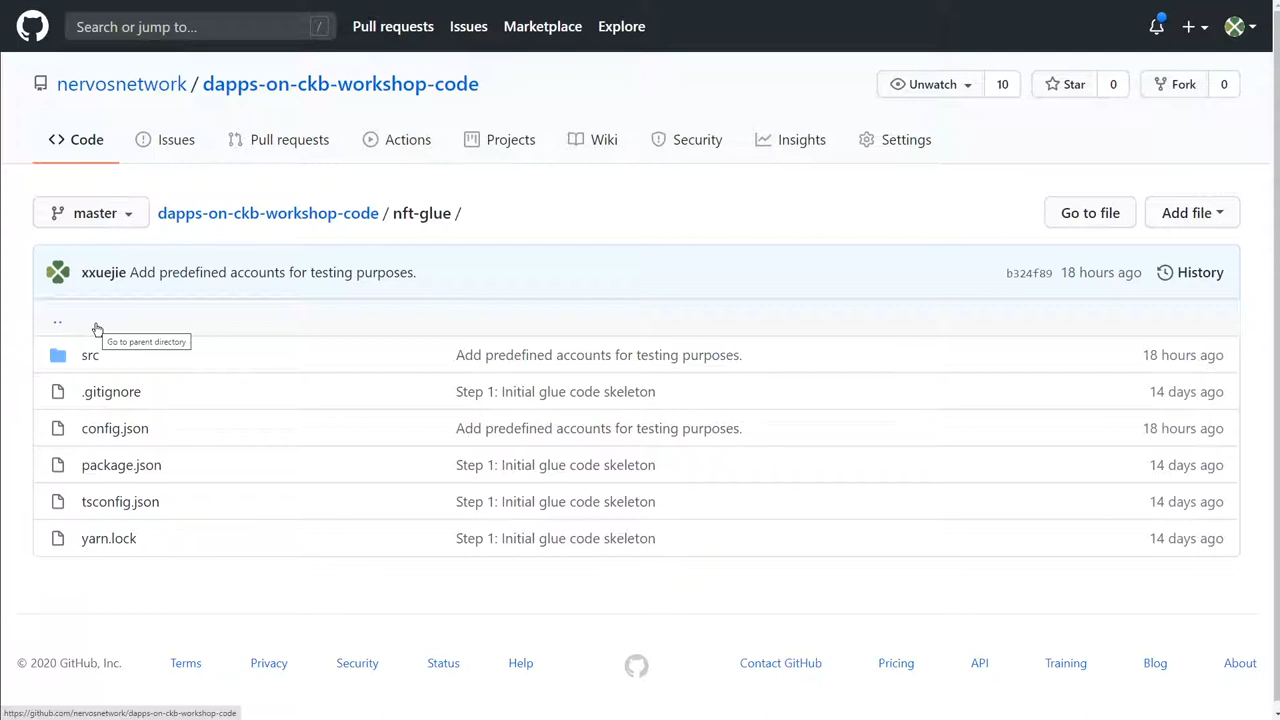 Search or jump to... / Pull requests Issues Marketplace Explore
nervosnetwork / dapps-on-ckb-workshop-code Unwatch 10 Star 0 Fork 0
<> Code Issues Pull requests Actions Projects Wiki Security Insights Settings
master dapps-on-ckb-workshop-code / nft-glue / Go to file Add file
xxuejie Add predefined accounts for testing purposes. b324f89 18 hours ago History
..
Go to parent directory
src Add predefined accounts for testing purposes. 18 hours ago
.gitignore Step 1: Initial glue code skeleton 14 days ago
config.json Add predefined accounts for testing purposes. 18 hours ago
package.json Step 1: Initial glue code skeleton 14 days ago
tsconfig.json Step 1: Initial glue code skeleton 14 days ago
yarn.lock Step 1: Initial glue code skeleton 14 days ago
© 2020 GitHub, Inc. Terms Privacy Security Status Help Contact GitHub Pricing API Training Blog About
https://github.com/nervosnetwork/dapps-on-ckb-workshop-code